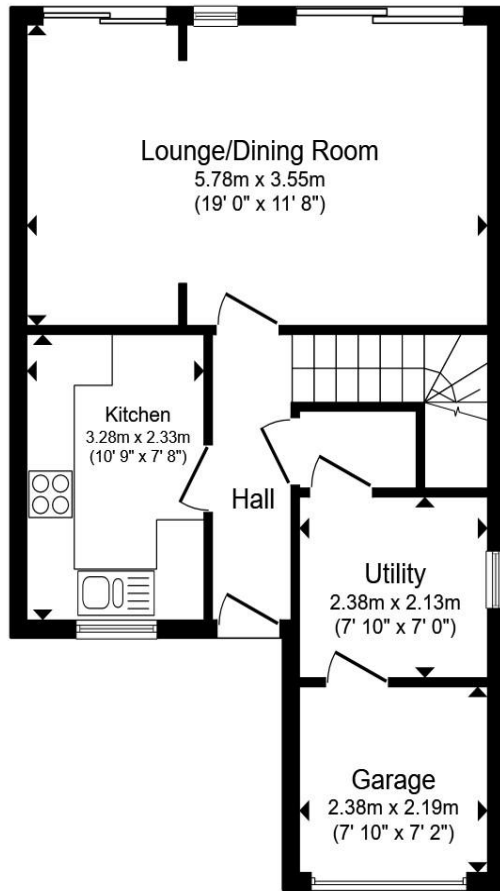 Lounge/Dining Room
5.78m x 3.55m
(19' 0" x 11' 8")
Kitchen
3.28m x 2.33m
(10' 9" x 7' 8")
Hall
Utility
2.38m x 2.13m
(7' 10" x 7' 0")
Garage
2.38m x 2.19m
(7' 10" x 7' 2")